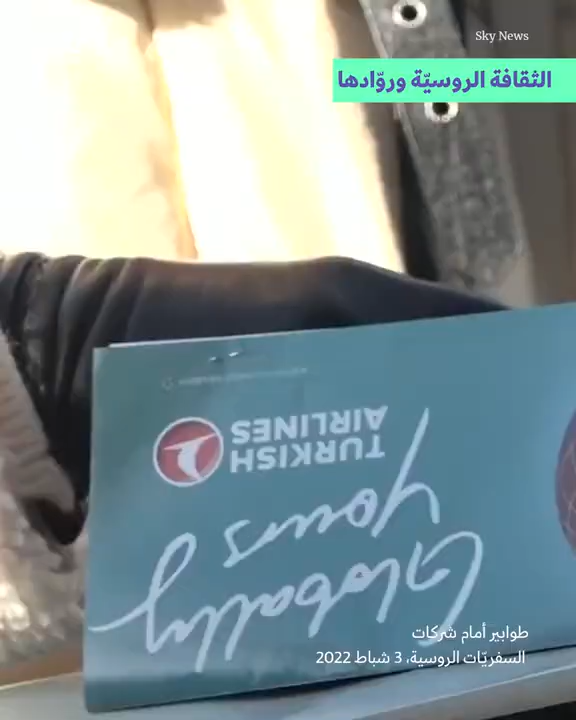 Sky News
الثقافة الروسيّة وروّادها
TURKISH
AIRLINES
Globally
yours
طوابير أمام شركات
السفريّات الروسية، 3 شباط 2022